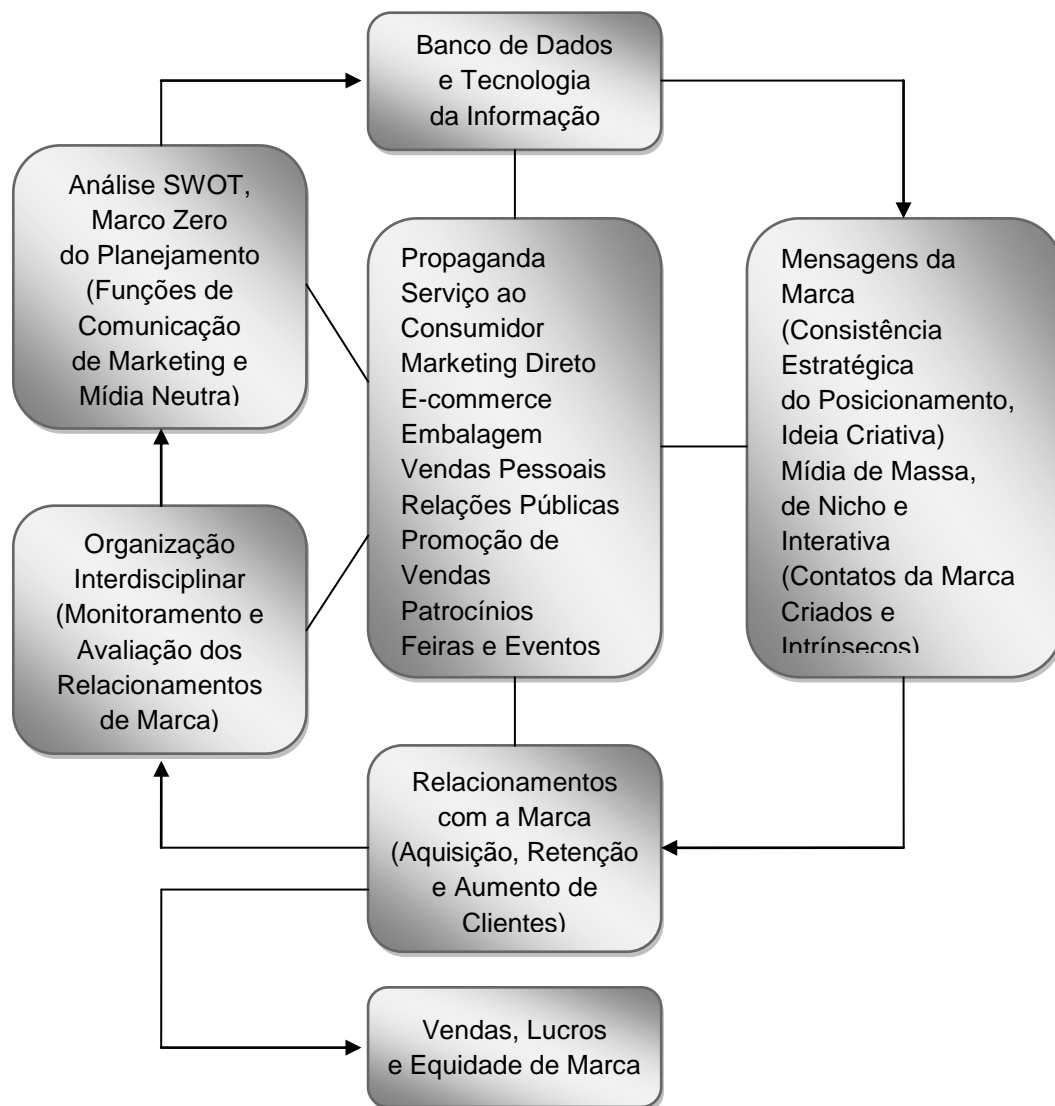 Banco de Dados
e Tecnologia
da Informação
Análise SWOT,
Marco Zero
do Planejamento
(Funções de
Comunicação
de Marketing e
Mídia Neutra)
Propaganda
Serviço ao
Consumidor
Marketing Direto
E-commerce
Embalagem
Vendas Pessoais
Relações Públicas
Promoção de
Vendas
Patrocínios
Feiras e Eventos
Mensagens da
Marca
(Consistência
Estratégica
do Posicionamento,
Ideia Criativa)
Mídia de Massa,
de Nicho e
Interativa
(Contatos da Marca
Criados e
Intrínsecos)
Organização
Interdisciplinar
(Monitoramento e
Avaliação dos
Relacionamentos
de Marca)
Relacionamentos
com a Marca
(Aquisição, Retenção
e Aumento de
Clientes)
Vendas, Lucros
e Equidade de Marca